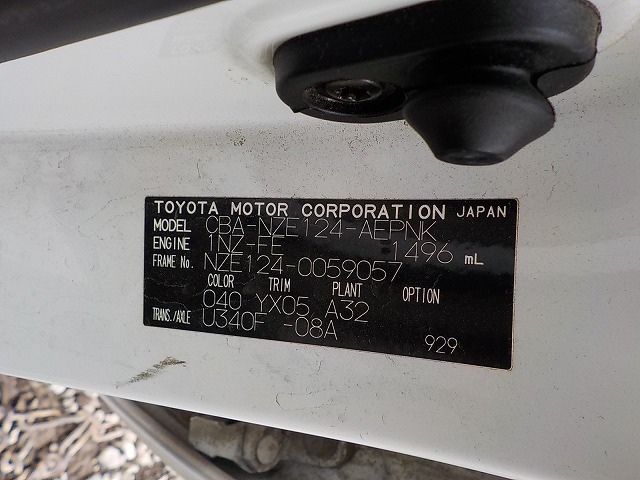 TOYOTA MOTOR CORPORATION JAPAN
MODEL CBA-NZE124-AEPNK
ENGINE 1NZ-FE 1496 mL
FRAME No. NZE124-0059057
COLOR TRIM PLANT OPTION
040 YX05 A32
TRANS./AXLE U340F -08A
929